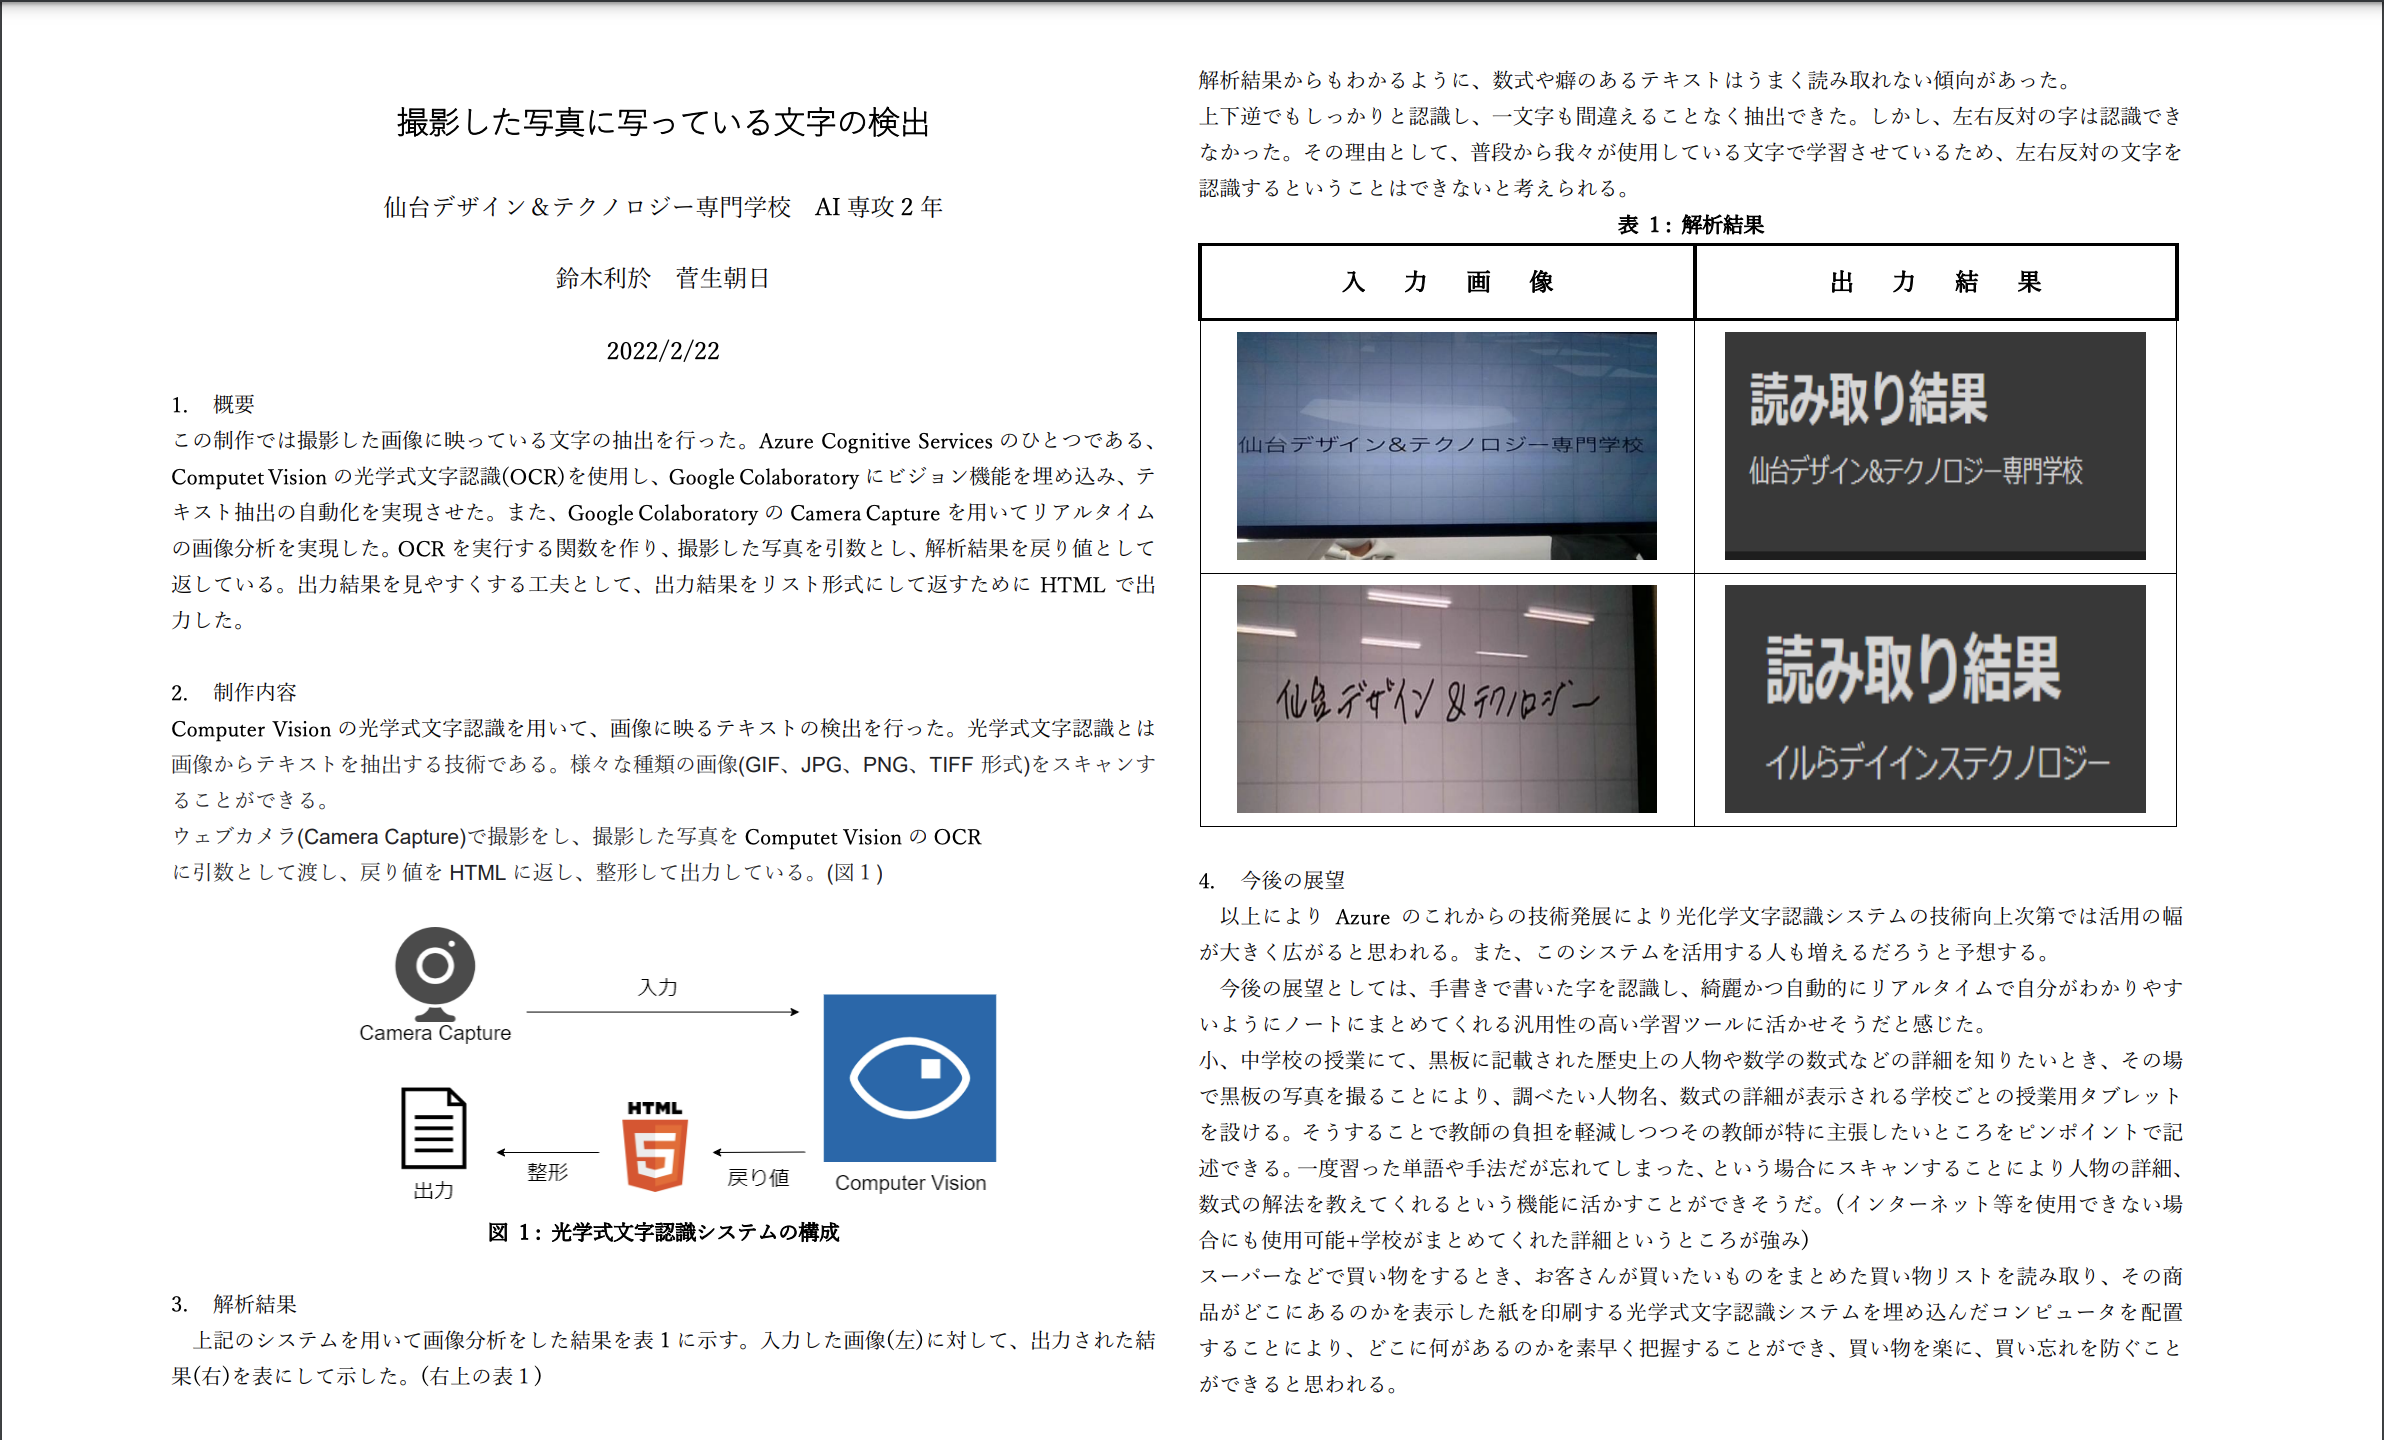 撮影した写真に写っている文字の検出
仙台デザイン＆テクノロジー専門学校　AI 専攻 2 年
鈴木利於　菅生朝日
2022/2/22
1.　概要
この制作では撮影した画像に映っている文字の抽出を行った。Azure Cognitive Services のひとつである、
Computet Vision の光学式文字認識(OCR)を使用し、Google Colaboratory にビジョン機能を埋め込み、テ
キスト抽出の自動化を実現させた。また、Google Colaboratory の Camera Capture を用いてリアルタイム
の画像分析を実現した。OCR を実行する関数を作り、撮影した写真を引数とし、解析結果を戻り値として
返している。出力結果を見やすくする工夫として、出力結果をリスト形式にして返すために HTML で出
力した。
2.　制作内容
Computer Vision の光学式文字認識を用いて、画像に映るテキストの検出を行った。光学式文字認識とは
画像からテキストを抽出する技術である。様々な種類の画像(GIF、JPG、PNG、TIFF 形式)をスキャンす
ることができる。
ウェブカメラ(Camera Capture)で撮影をし、撮影した写真を Computet Vision の OCR
に引数として渡し、戻り値を HTML に返し、整形して出力している。(図 1 )
Camera Capture
入力
Computer Vision
戻り値
HTML
5
整形
出力
図 1：光学式文字認識システムの構成
3.　解析結果
　上記のシステムを用いて画像分析をした結果を表 1 に示す。入力した画像(左)に対して、出力された結
果(右)を表にして示した。(右上の表 1 )
解析結果からもわかるように、数式や癖のあるテキストはうまく読み取れない傾向があった。
上下逆でもしっかりと認識し、一文字も間違えることなく抽出できた。しかし、左右反対の字は認識でき
なかった。その理由として、普段から我々が使用している文字で学習させているため、左右反対の文字を
認識するということはできないと考えられる。
表 1：解析結果
入力画像
出力結果
仙台デザイン&テクノロジー専門学校
読み取り結果
仙台デザイン&テクノロジー専門学校
仙台デザイン&テクノロジー
読み取り結果
イルらデイインステクノロジー
4.　今後の展望
　以上により Azure のこれからの技術発展により光化学文字認識システムの技術向上次第では活用の幅
が大きく広がると思われる。また、このシステムを活用する人も増えるだろうと予想する。
　今後の展望としては、手書きで書いた字を認識し、綺麗かつ自動的にリアルタイムで自分がわかりやす
いようにノートにまとめてくれる汎用性の高い学習ツールに活かせそうだと感じた。
小、中学校の授業にて、黒板に記載された歴史上の人物や数学の数式などの詳細を知りたいとき、その場
で黒板の写真を撮ることにより、調べたい人物名、数式の詳細が表示される学校ごとの授業用タブレット
を設ける。そうすることで教師の負担を軽減しつつその教師が特に主張したいところをピンポイントで記
述できる。一度習った単語や手法だが忘れてしまった、という場合にスキャンすることにより人物の詳細、
数式の解法を教えてくれるという機能に活かすことができそうだ。(インターネット等を使用できない場
合にも使用可能+学校がまとめてくれた詳細というところが強み)
スーパーなどで買い物をするとき、お客さんが買いたいものをまとめた買い物リストを読み取り、その商
品がどこにあるのかを表示した紙を印刷する光学式文字認識システムを埋め込んだコンピュータを配置
することにより、どこに何があるのかを素早く把握することができ、買い物を楽に、買い忘れを防ぐこと
ができると思われる。